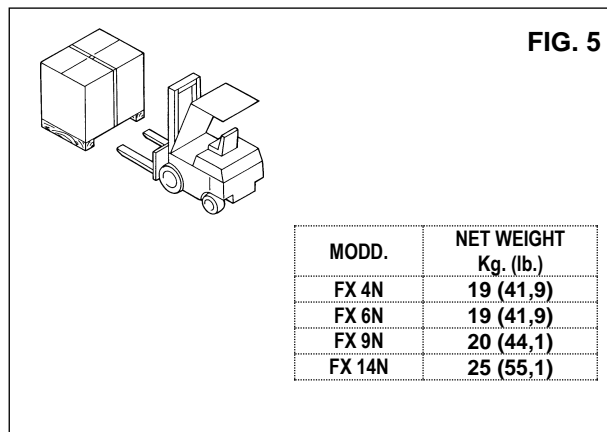 FIG. 5
MODD. NET WEIGHT
Kg. (lb.)
FX 4N 19 (41,9)
FX 6N 19 (41,9)
FX 9N 20 (44,1)
FX 14N 25 (55,1)